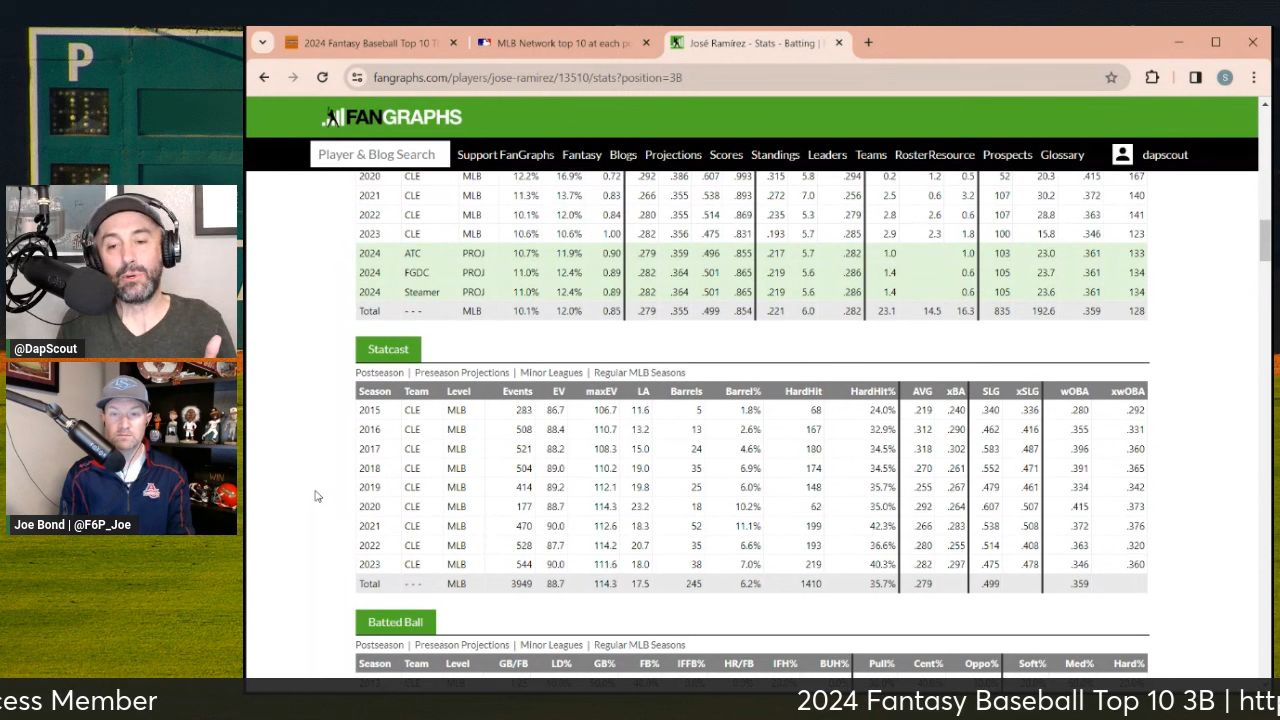 P
2024 Fantasy Baseball Top 10 T
MLB Network top 10 at each po
José Ramírez - Stats - Batting |
fangraphs.com/players/jose-ramirez/13510/stats?position=3B
S
FANGRAPHS
Player & Blog Search Support FanGraphs Fantasy Blogs Projections Scores Standings Leaders Teams RosterResource Prospects Glossary dapscout
2020 CLE MLB 12.2% 16.9% 0.72 .292 .386 .607 .993 .315 5.8 .294 0.2 1.2 0.5 52 20.3 .415 167
2021 CLE MLB 11.3% 13.7% 0.83 .266 .355 .538 .893 .272 7.0 .256 2.5 0.6 3.2 107 30.2 .372 140
2022 CLE MLB 10.1% 12.0% 0.84 .280 .355 .514 .869 .235 5.3 .279 2.8 2.6 0.6 107 28.8 .363 141
2023 CLE MLB 10.6% 10.6% 1.00 .282 .356 .475 .831 .193 5.7 .285 2.9 2.3 1.8 100 15.8 .346 123
2024 ATC PROJ 10.7% 11.9% 0.90 .279 .359 .496 .855 .217 5.7 .282 1.0 1.0 103 23.0 .361 133
2024 FGDC PROJ 11.0% 12.4% 0.89 .282 .364 .501 .865 .219 5.6 .286 1.4 0.6 105 23.7 .361 134
2024 Steamer PROJ 11.0% 12.4% 0.89 .282 .364 .501 .865 .219 5.6 .286 1.4 0.6 105 23.6 .361 134
Total - - - MLB 10.1% 12.0% 0.85 .279 .355 .499 .854 .221 6.0 .282 23.1 14.5 16.3 835 192.6 .359 128
Statcast
Postseason | Preseason Projections | Minor Leagues | Regular MLB Seasons
Season Team Level Events EV maxEV LA Barrels Barrel% HardHit HardHit% AVG xBA SLG xSLG wOBA xwOBA
2015 CLE MLB 283 86.7 106.7 11.6 5 1.8% 68 24.0% .219 .240 .340 .336 .280 .292
2016 CLE MLB 508 88.4 110.7 13.2 13 2.6% 167 32.9% .312 .290 .462 .416 .355 .331
2017 CLE MLB 521 88.2 108.3 15.0 24 4.6% 180 34.5% .318 .302 .583 .487 .396 .360
2018 CLE MLB 504 89.0 110.2 19.0 35 6.9% 174 34.5% .270 .261 .552 .471 .391 .365
2019 CLE MLB 414 89.2 112.1 19.8 25 6.0% 148 35.7% .255 .267 .479 .461 .334 .342
2020 CLE MLB 177 88.7 114.3 23.2 18 10.2% 62 35.0% .292 .264 .607 .507 .415 .373
2021 CLE MLB 470 90.0 112.6 18.3 52 11.1% 199 42.3% .266 .283 .538 .508 .372 .376
2022 CLE MLB 528 87.7 114.2 20.7 35 6.6% 193 36.6% .280 .255 .514 .408 .363 .320
2023 CLE MLB 544 90.0 111.6 18.0 38 7.0% 219 40.3% .282 .297 .475 .478 .346 .360
Total - - - MLB 3949 88.7 114.3 17.5 245 6.2% 1410 35.7% .279 .499 .359
Batted Ball
Postseason | Preseason Projections | Minor Leagues | Regular MLB Seasons
Season Team Level GB/FB LD% GB% FB% IFFB% HR/FB IFH% BUH% Pull% Cent% Oppo% Soft% Med% Hard%
@DapScout
Joe Bond | @F6P_Joe
cess Member 2024 Fantasy Baseball Top 10 3B | htt